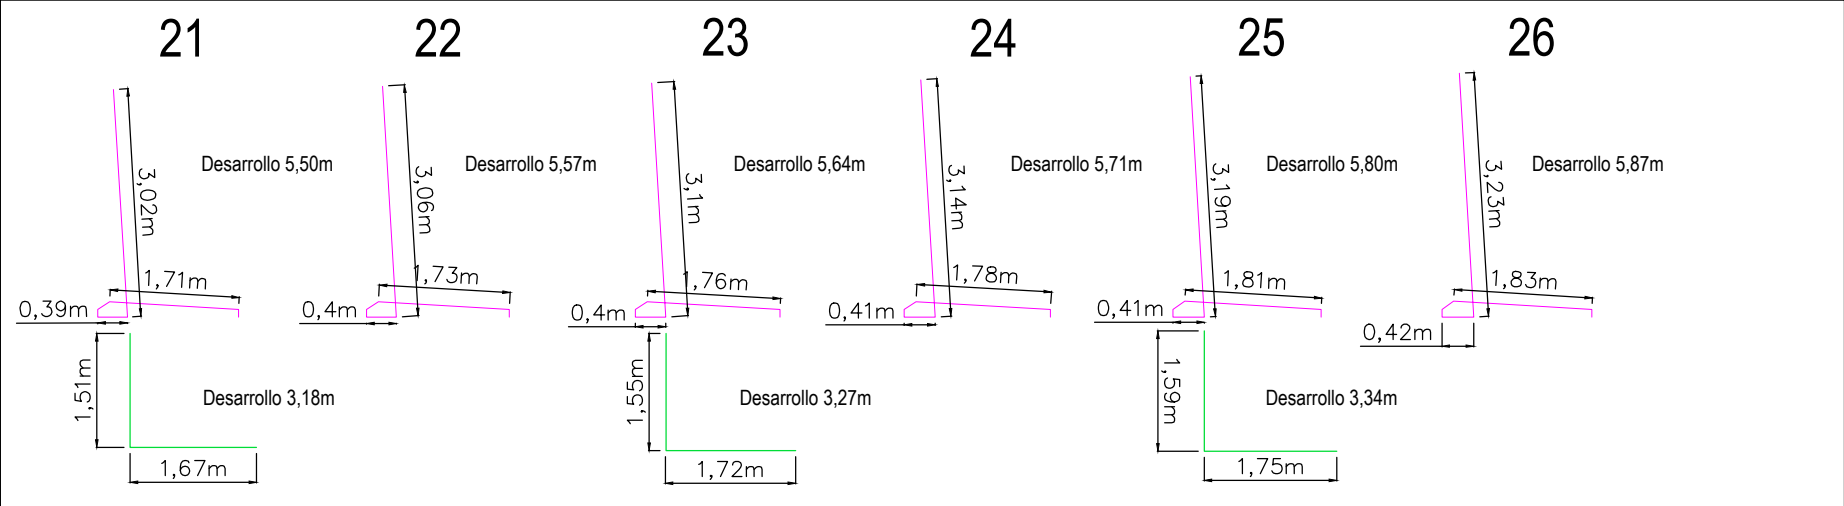 21
22
23
24
25
26
3,02m
Desarrollo 5,50m
1,71m
0,39m
3,06m
Desarrollo 5,57m
1,73m
0,4m
3,1m
Desarrollo 5,64m
1,76m
0,4m
3,14m
Desarrollo 5,71m
1,78m
0,41m
3,19m
Desarrollo 5,80m
1,81m
0,41m
3,23m
Desarrollo 5,87m
1,83m
0,42m
1,51m
Desarrollo 3,18m
1,67m
1,55m
Desarrollo 3,27m
1,72m
1,59m
Desarrollo 3,34m
1,75m